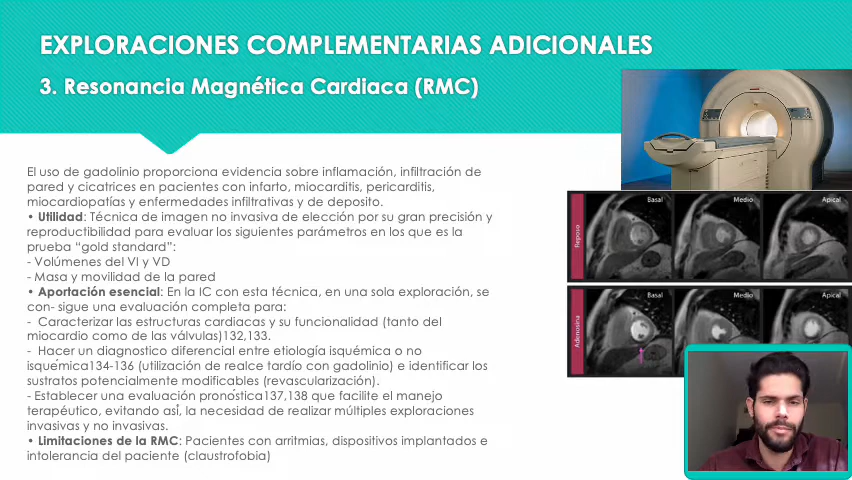 EXPLORACIONES COMPLEMENTARIAS ADICIONALES
3. Resonancia Magnética Cardiaca (RMC)
El uso de gadolinio proporciona evidencia sobre inflamación, infiltración de
pared y cicatrices en pacientes con infarto, miocarditis, pericarditis,
miocardiopatías y enfermedades infiltrativas y de deposito.
• Utilidad: Técnica de imagen no invasiva de elección por su gran precisión y
reproductibilidad para evaluar los siguientes parámetros en los que es la
prueba “gold standard”:
- Volúmenes del VI y VD
- Masa y movilidad de la pared
• Aportación esencial: En la IC con esta técnica, en una sola exploración, se
con- sigue una evaluación completa para:
- Caracterizar las estructuras cardiacas y su funcionalidad (tanto del
miocardio como de las válvulas)132,133.
- Hacer un diagnostico diferencial entre etiología isquémica o no
isquémica134-136 (utilización de realce tardío con gadolinio) e identificar los
sustratos potencialmente modificables (revascularización).
- Establecer una evaluación pronóstica137,138 que facilite el manejo
terapéutico, evitando así, la necesidad de realizar múltiples exploraciones
invasivas y no invasivas.
• Limitaciones de la RMC: Pacientes con arritmias, dispositivos implantados e
intolerancia del paciente (claustrofobia)
Reposo
Basal
Medio
Apical
Adenosina
Basal
Medio
Apical